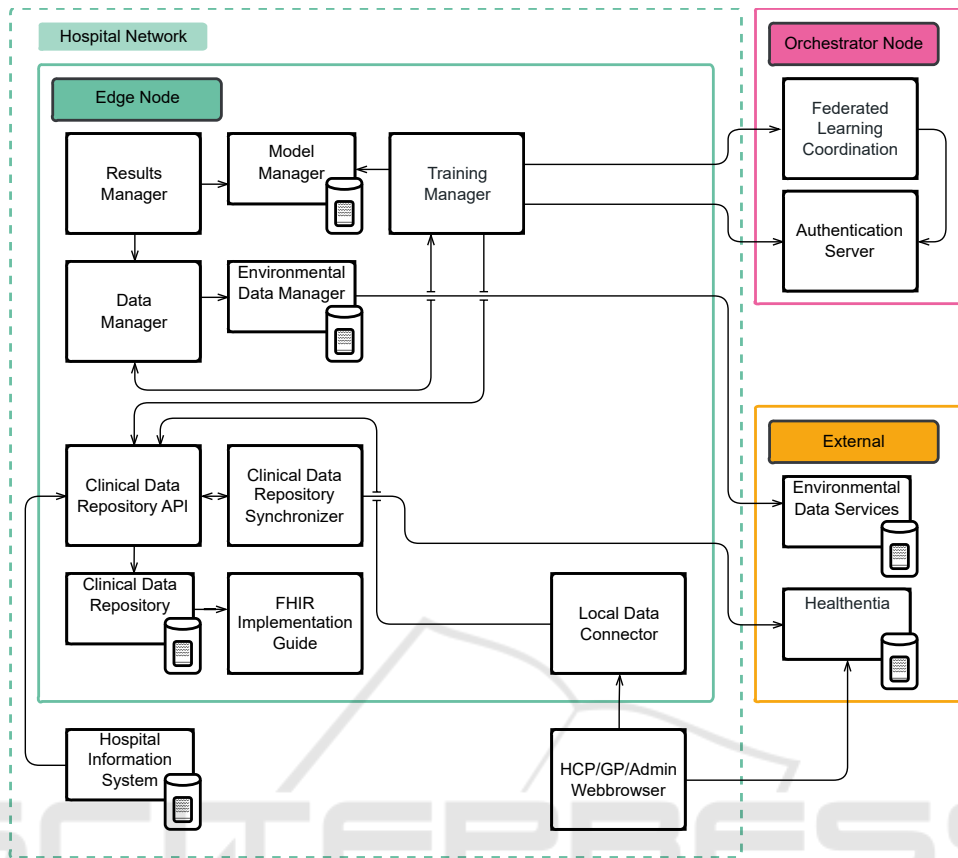 Hospital Network
Orchestrator Node
Edge Node
Results
Manager
Model
Manager
Training
Manager
Federated
Learning
Coordination
Authentication
Server
Data
Manager
Environmental
Data Manager
External
Clinical Data
Repository API
Clinical Data
Repository
Synchronizer
Environmental
Data Services
Clinical Data
Repository
FHIR
Implementation
Guide
Local Data
Connector
Healthentia
Hospital
Information
System
HCP/GP/Admin
Webbrowser
SCITEPRESS